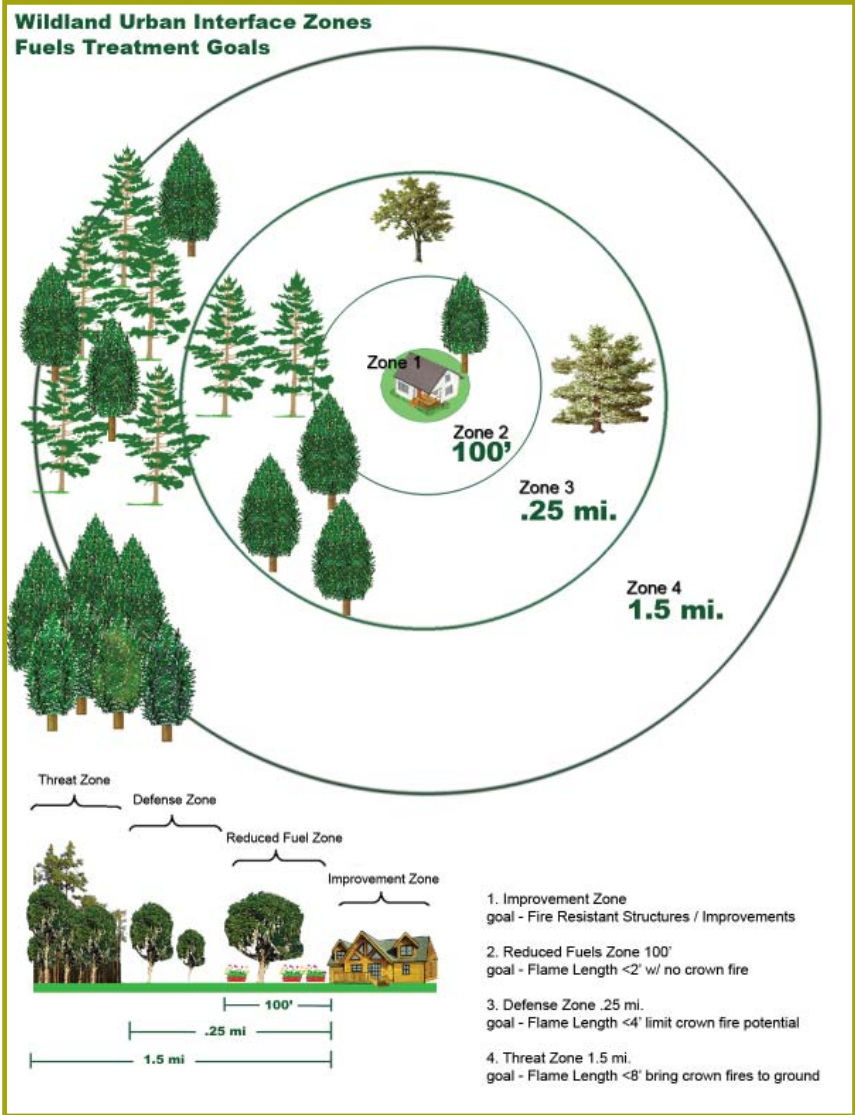 Wildland Urban Interface Zones
Fuels Treatment Goals
Zone 1
Zone 2
100'
Zone 3
.25 mi.
Zone 4
1.5 mi.
Threat Zone
Defense Zone
Reduced Fuel Zone
Improvement Zone
100'
.25 mi
1.5 mi
1. Improvement Zone
goal - Fire Resistant Structures / Improvements
2. Reduced Fuels Zone 100'
goal - Flame Length <2' w/ no crown fire
3. Defense Zone .25 mi.
goal - Flame Length <4' limit crown fire potential
4. Threat Zone 1.5 mi.
goal - Flame Length <8' bring crown fires to ground